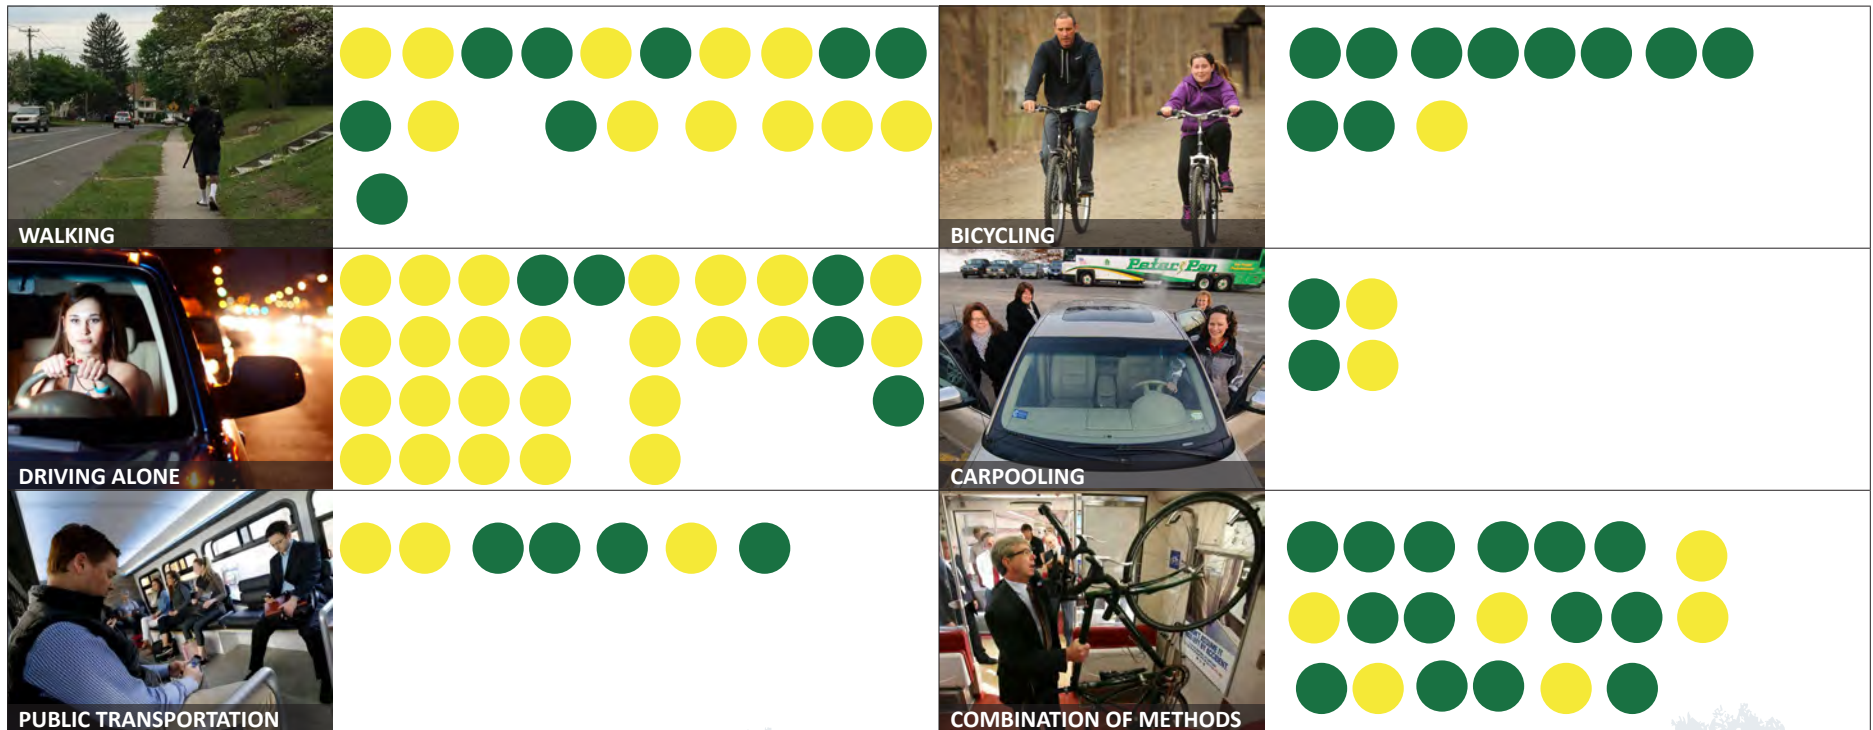 WALKING
BICYCLING
Peter Pan
DRIVING ALONE
CARPOOLING
PUBLIC TRANSPORTATION
COMBINATION OF METHODS